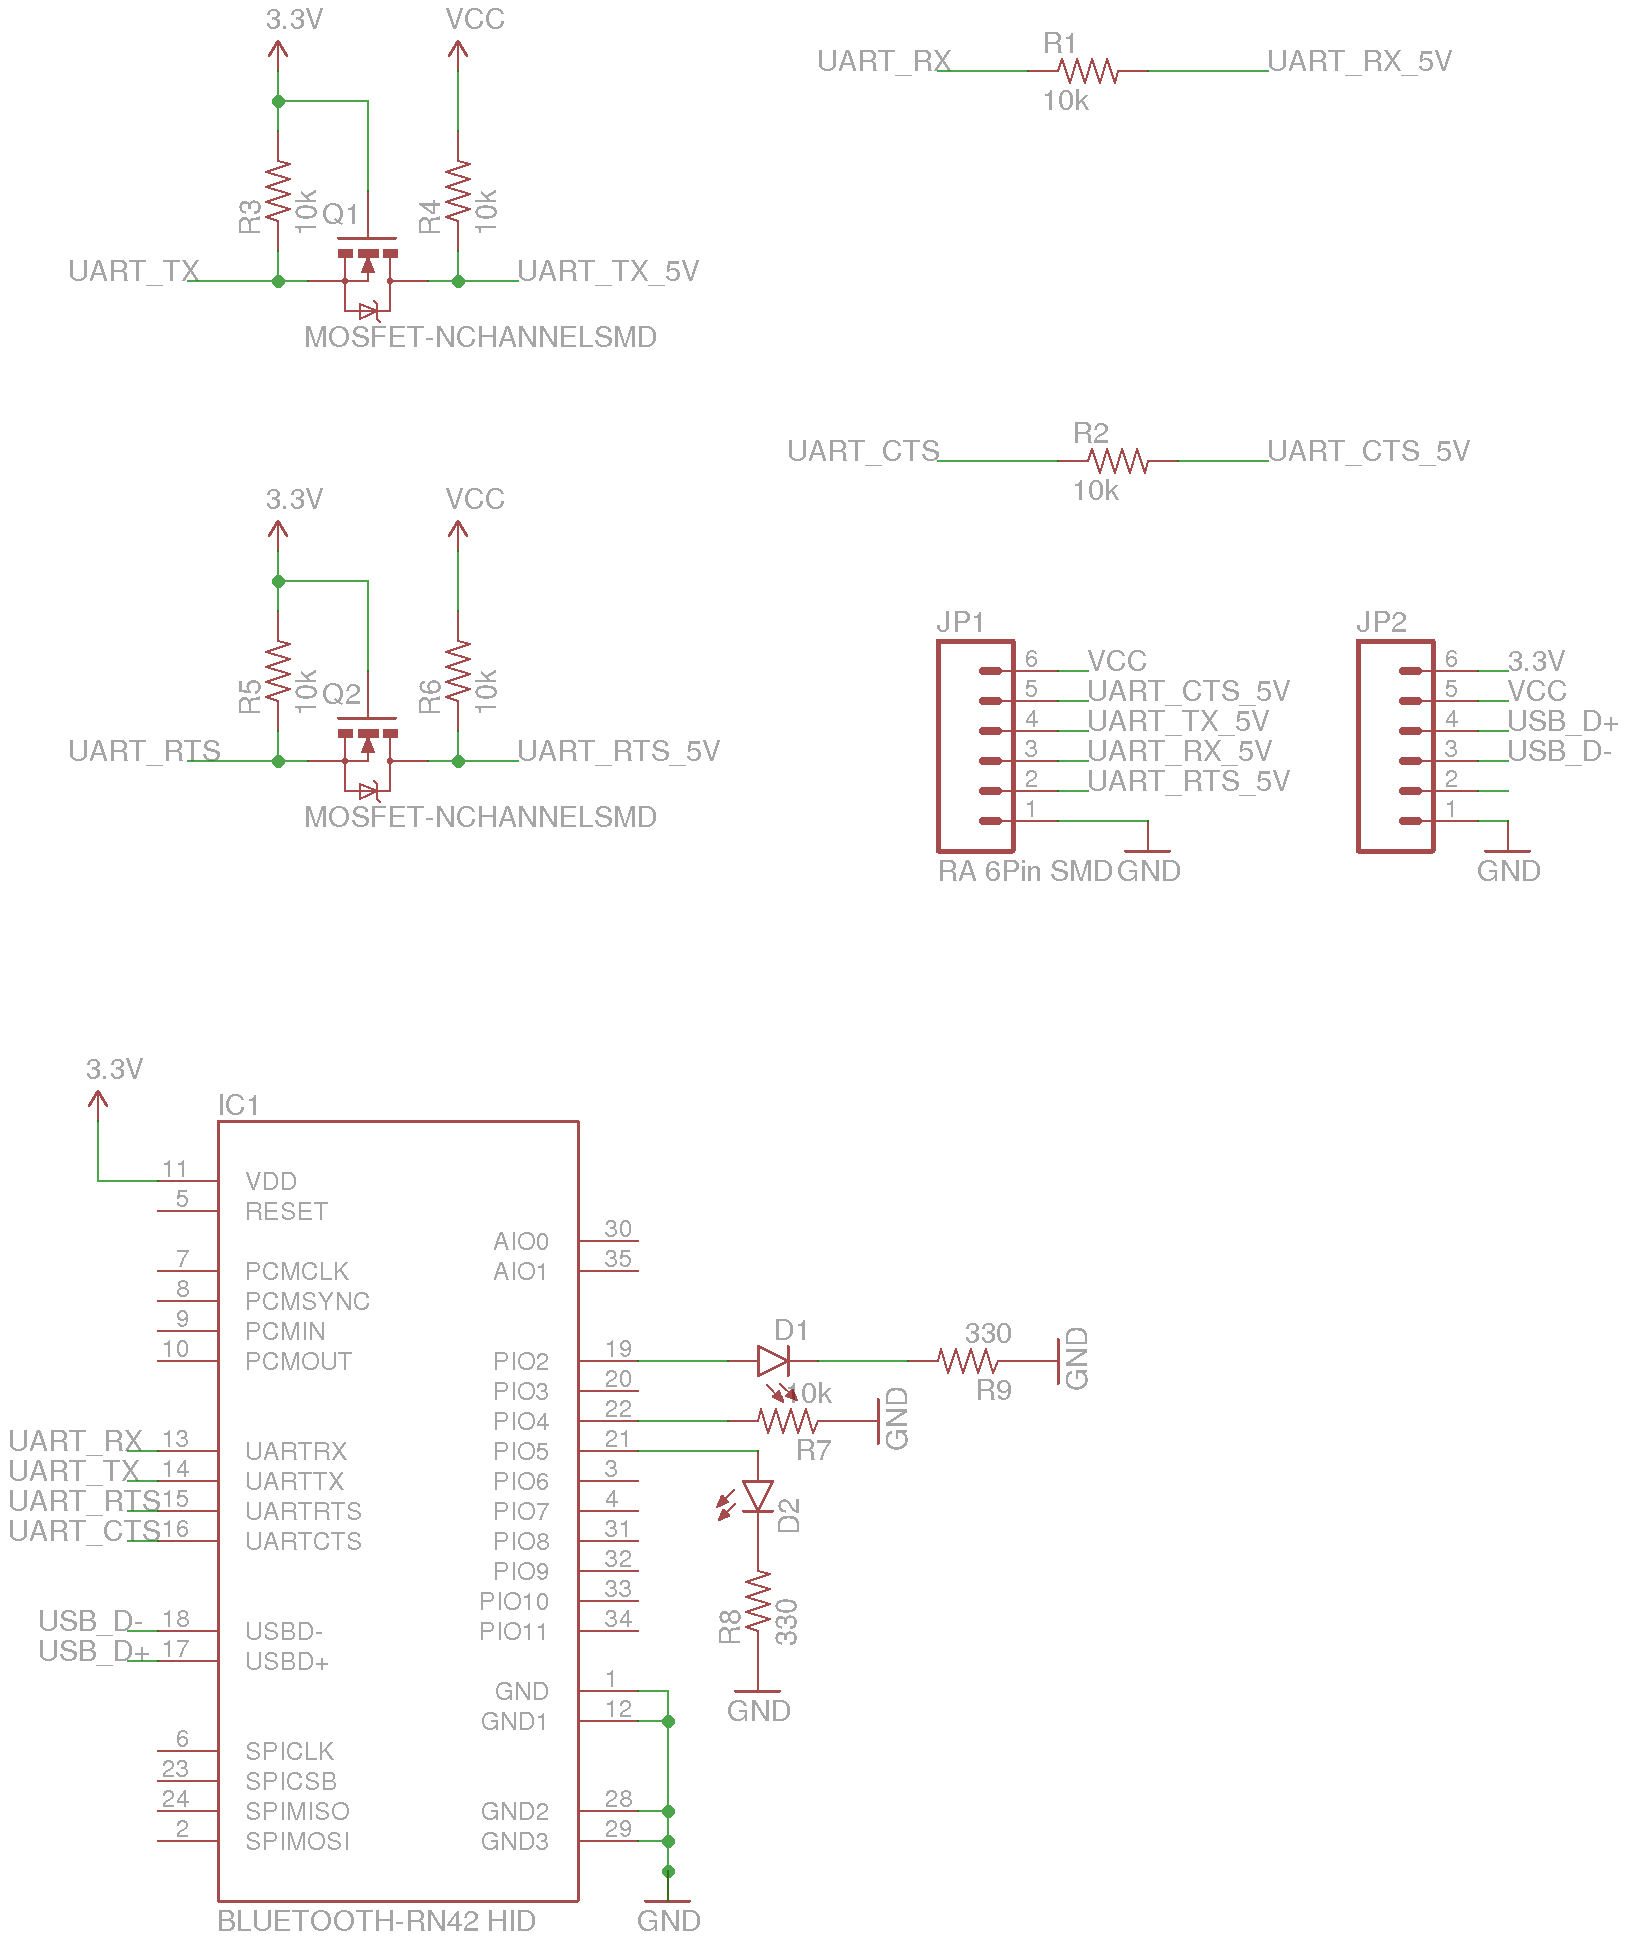 3.3V
VCC
R3
10k
Q1
R4
10k
UART_TX
UART_TX_5V
MOSFET-NCHANNELSMD
R1
UART_RX
UART_RX_5V
10k
R2
UART_CTS
UART_CTS_5V
10k
3.3V
VCC
R5
10k
Q2
R6
10k
UART_RTS
UART_RTS_5V
MOSFET-NCHANNELSMD
JP1
6 VCC
5 UART_CTS_5V
4 UART_TX_5V
3 UART_RX_5V
2 UART_RTS_5V
1
RA 6Pin SMD
GND
JP2
6 3.3V
5 VCC
4 USB_D+
3 USB_D-
2
1
GND
3.3V
IC1
11 VDD
5 RESET
7 PCMCLK
8 PCMSYNC
9 PCMIN
10 PCMOUT
UART_RX 13 UARTRX
UART_TX 14 UARTTX
UART_RTS 15 UARTRTS
UART_CTS 16 UARTCTS
USB_D- 18 USBD-
USB_D+ 17 USBD+
6 SPICLK
23 SPICSB
24 SPIMISO
2 SPIMOSI
AIO0 30
AIO1 35
PIO2 19
PIO3 20
PIO4 22
PIO5 21
PIO6 3
PIO7 4
PIO8 31
PIO9 32
PIO10 33
PIO11 34
GND 1
GND1 12
GND2 28
GND3 29
D1
330
R9
GND
10k
R7
GND
D2
R8
330
GND
BLUETOOTH-RN42 HID
GND